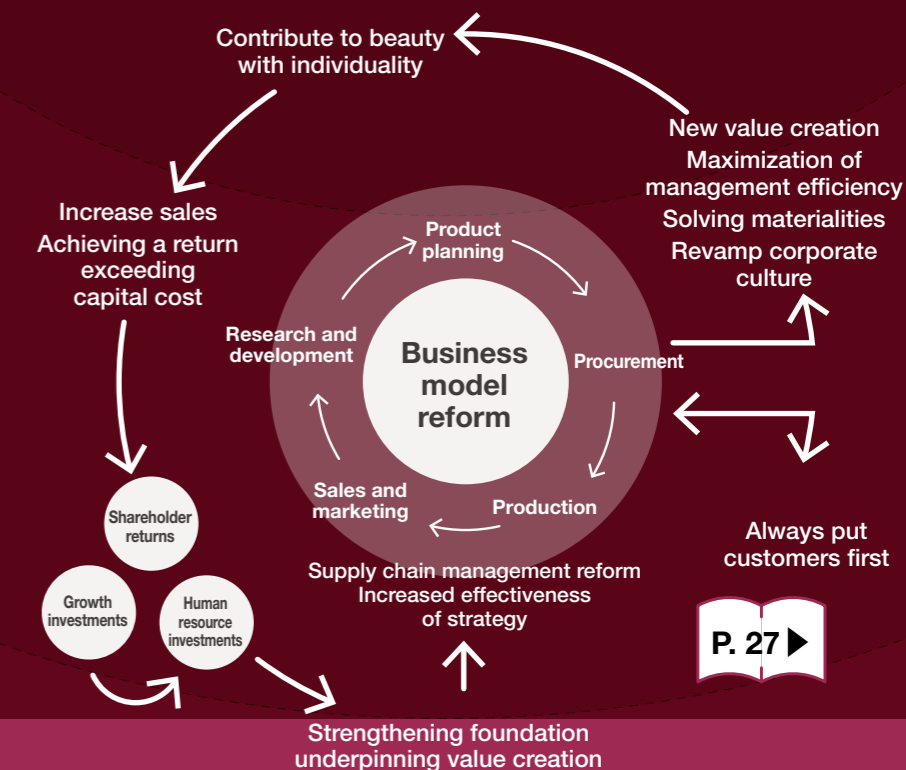 Contribute to beauty
with individuality
New value creation
Maximization of
management efficiency
Solving materialities
Revamp corporate
culture
Increase sales
Achieving a return
exceeding
capital cost
Product
planning
Research and
development
Business
model
reform
Procurement
Sales and
marketing
Production
Shareholder
returns
Growth
investments
Human
resource
investments
Supply chain management reform
Increased effectiveness
of strategy
Always put
customers first
P. 27
Strengthening foundation
underpinning value creation